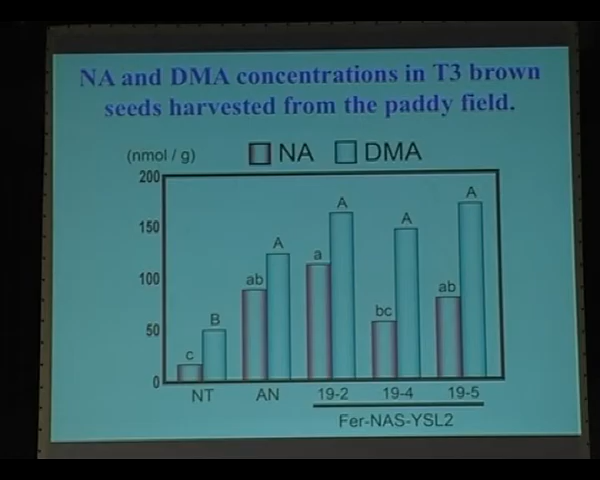 NA and DMA concentrations in T3 brown
seeds harvested from the paddy field.
(nmol / g)
NA
DMA
200
150
100
50
0
c
B
ab
A
a
A
bc
A
ab
A
NT
AN
19-2
19-4
19-5
Fer-NAS-YSL2